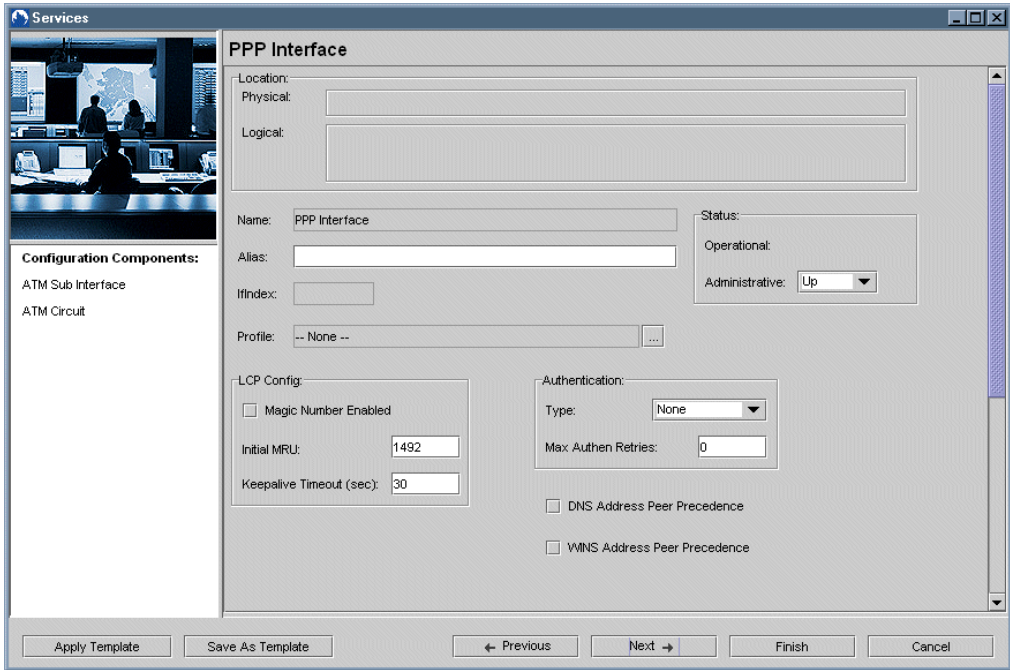 Services
PPP Interface
Location:
Physical:
Logical:
Name: PPP Interface
Status:
Operational:
Alias:
Administrative: Up
IfIndex:
Profile: -- None -- ...
Configuration Components:
ATM Sub Interface
ATM Circuit
LCP Config:
Magic Number Enabled
Initial MRU: 1492
Keepalive Timeout (sec): 30
Authentication:
Type: None
Max Authen Retries: 0
DNS Address Peer Precedence
WINS Address Peer Precedence
Apply Template Save As Template ← Previous Next → Finish Cancel